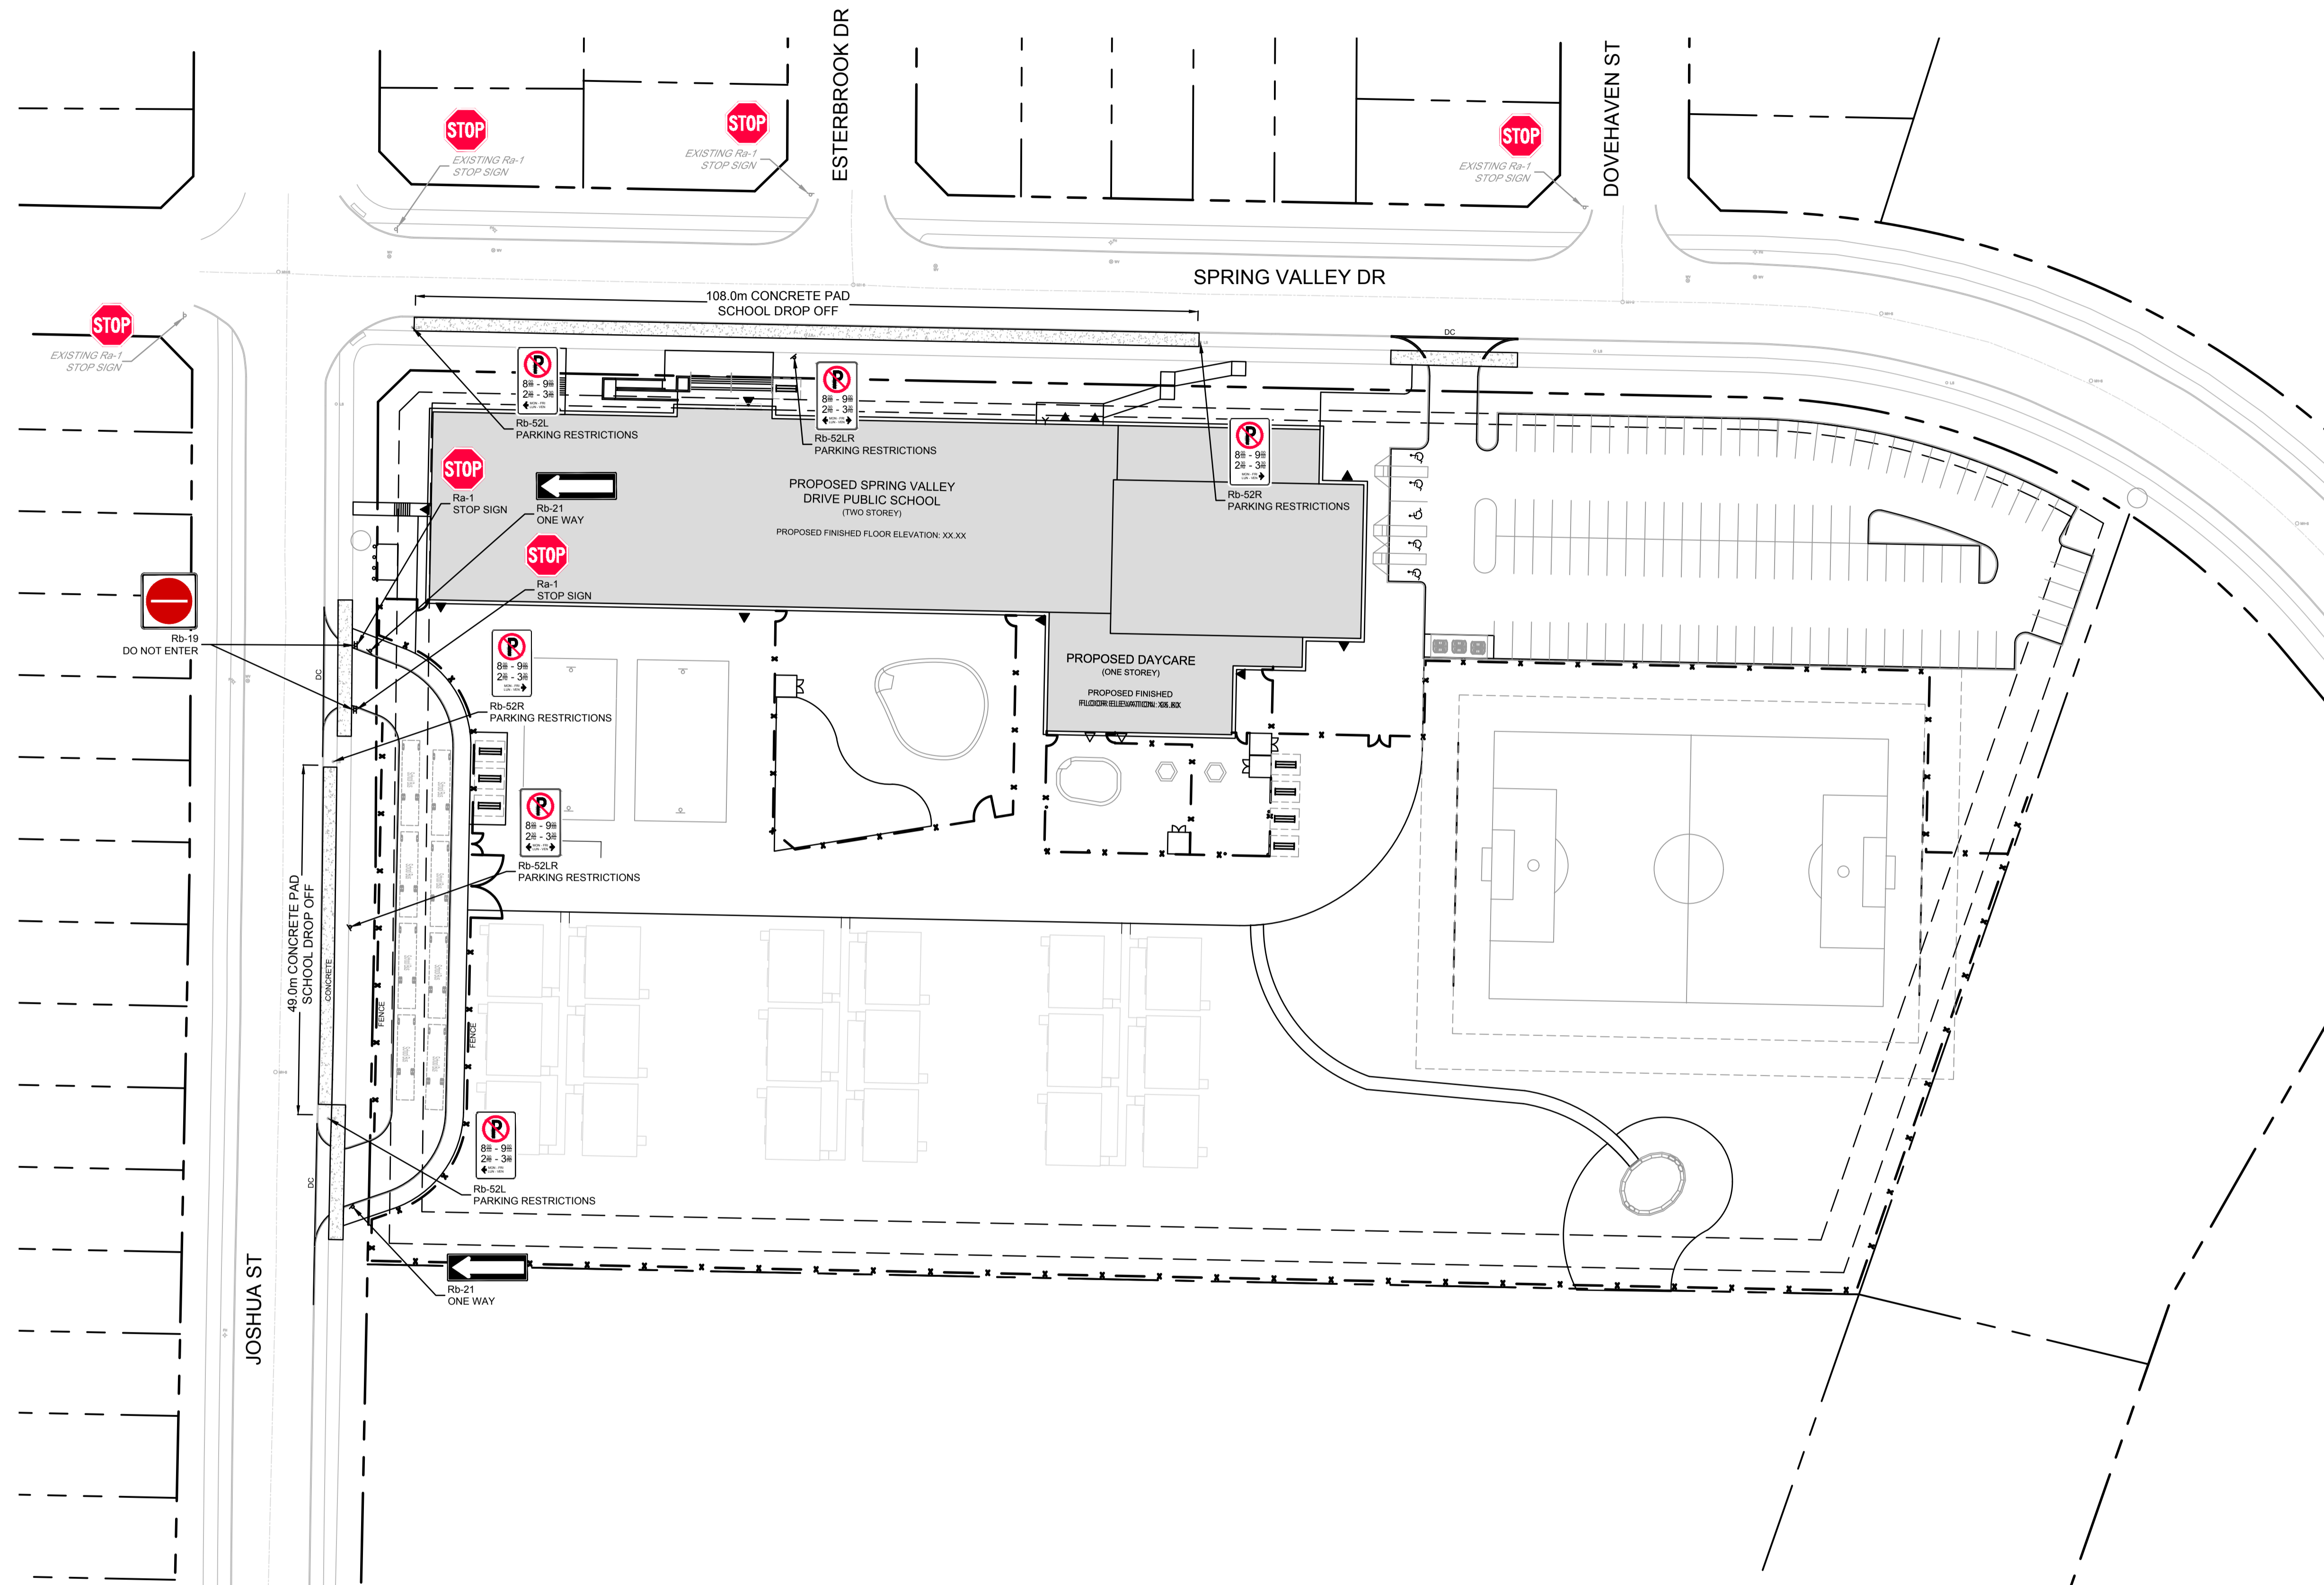 ESTERBROOK DR
DOVEHAVEN ST
STOP
EXISTING Ra-1
STOP SIGN
STOP
EXISTING Ra-1
STOP SIGN
STOP
EXISTING Ra-1
STOP SIGN
SPRING VALLEY DR
108.0m CONCRETE PAD
SCHOOL DROP OFF
STOP
EXISTING Ra-1
STOP SIGN
DC
P
Rb-52L
PARKING RESTRICTIONS
P
Rb-52LR
PARKING RESTRICTIONS
P
Rb-52R
PARKING RESTRICTIONS
STOP
Ra-1
STOP SIGN
Rb-21
ONE WAY
STOP
Ra-1
STOP SIGN
PROPOSED SPRING VALLEY
DRIVE PUBLIC SCHOOL
(TWO STOREY)
PROPOSED FINISHED FLOOR ELEVATION: XX.XX
Rb-19
DO NOT ENTER
DC
P
Rb-52R
PARKING RESTRICTIONS
PROPOSED DAYCARE
(ONE STOREY)
PROPOSED FINISHED
FLOOR ELEVATION:
P
Rb-52LR
PARKING RESTRICTIONS
49.0m CONCRETE PAD
SCHOOL DROP OFF
CONCRETE
FENCE
FENCE
P
Rb-52L
PARKING RESTRICTIONS
DC
Rb-21
ONE WAY
JOSHUA ST